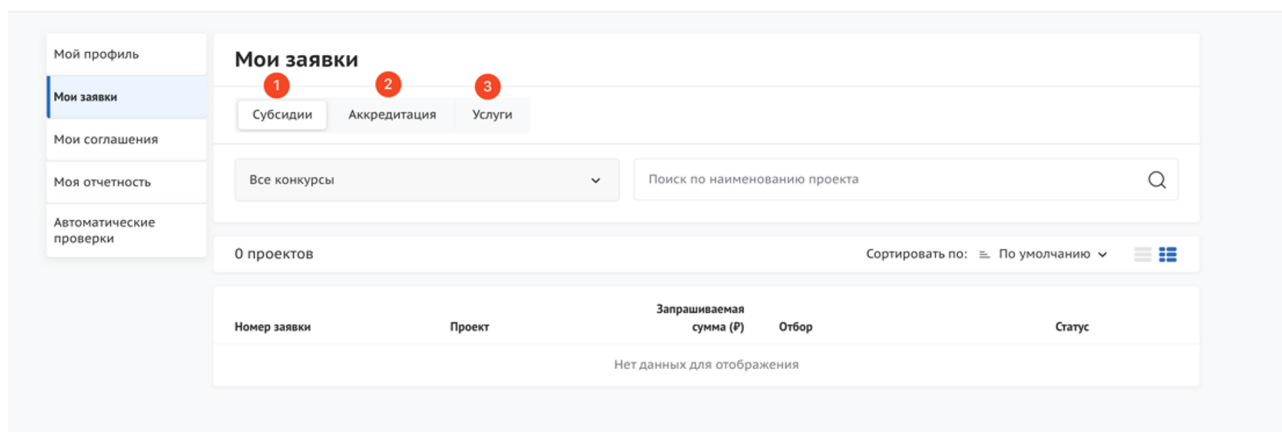 Мой профиль
Мои заявки
Мои соглашения
Моя отчетность
Автоматические
проверки
Мои заявки
1 2 3
Субсидии Аккредитация Услуги
Все конкурсы Поиск по наименованию проекта
0 проектов Сортировать по: По умолчанию
Номер заявки Проект Запрашиваемая
сумма (₽) Отбор Статус
Нет данных для отображения